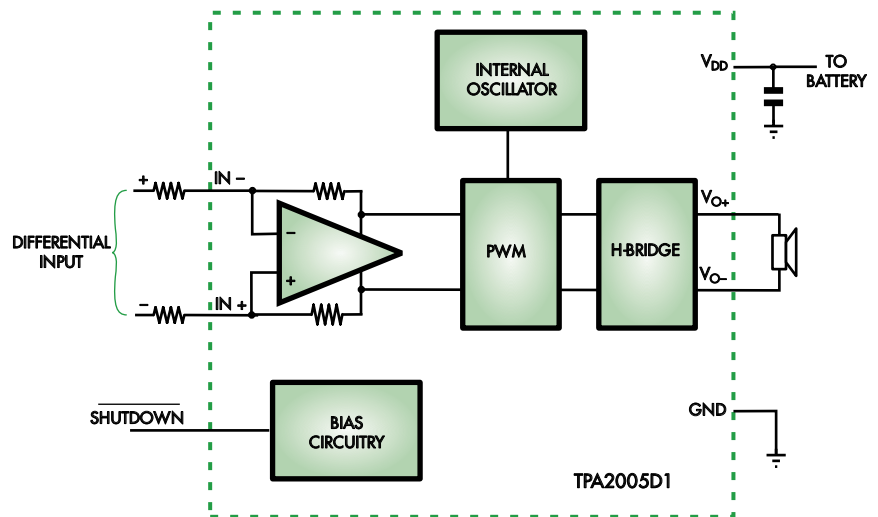 INTERNAL
OSCILLATOR
VDD
TO
BATTERY
+
IN –
DIFFERENTIAL
INPUT
–
+
PWM
H-BRIDGE
VO+
VO–
–
IN +
SHUTDOWN
BIAS
CIRCUITRY
GND
TPA2005D1